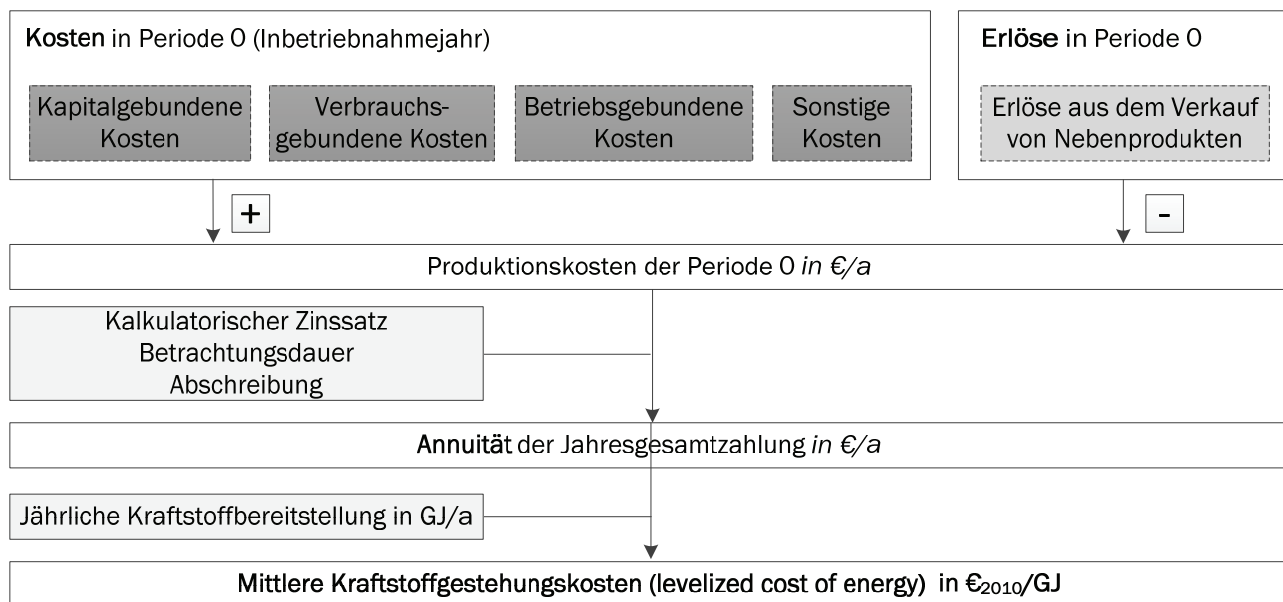 Kosten in Periode 0 (Inbetriebnahmejahr)
Kapitalgebundene
Kosten
Verbrauchs-
gebundene Kosten
Betriebsgebundene
Kosten
Sonstige
Kosten
Erlöse in Periode 0
Erlöse aus dem Verkauf
von Nebenprodukten
+
-
Produktionskosten der Periode 0 in €/a
Kalkulatorischer Zinssatz
Betrachtungsdauer
Abschreibung
Annuität der Jahresgesamtzahlung in €/a
Jährliche Kraftstoffbereitstellung in GJ/a
Mittlere Kraftstoffgestehungskosten (levelized cost of energy) in €₂₀₁₀/GJ